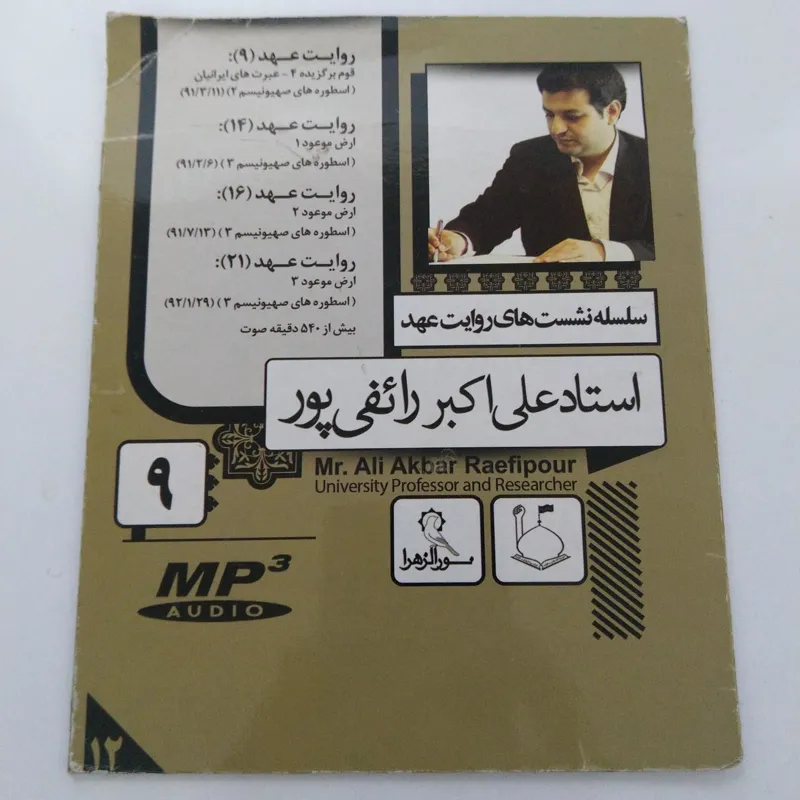 روایت عهد (۹):
قوم برگزیده ۴ - عبرت های ایرانیان
(اسطوره های صهیونیسم ۲) (۹۱/۳/۱۱)
روایت عهد (۱۴):
ارض موعود ۱
(اسطوره های صهیونیسم ۳) (۹۱/۲/۶)
روایت عهد (۱۶):
ارض موعود ۲
(اسطوره های صهیونیسم ۳) (۹۱/۷/۱۳)
روایت عهد (۲۱):
ارض موعود ۳
(اسطوره های صهیونیسم ۳) (۹۲/۱/۲۹)
بیش از ۵۴۰ دقیقه صوت
سلسله نشست های روایت عهد
استاد علی اکبر رائفی پور
Mr. Ali Akbar Raefipour
University Professor and Researcher
۹
نورالزهرا
MP3
AUDIO
۱۲